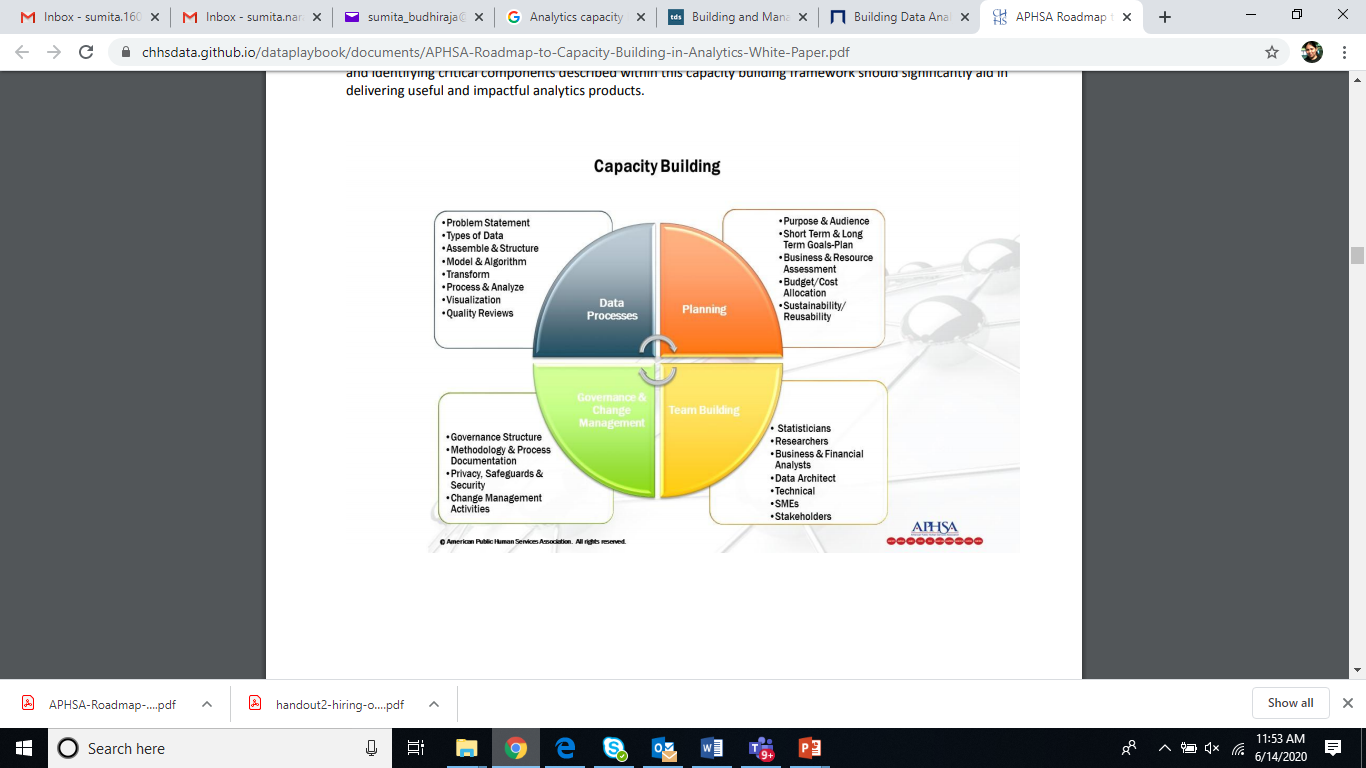 Inbox - sumita.160
Inbox - sumita.nar
sumita_budhiraja@
Analytics capacity
tds
Building and Mana
Building Data Anal
APHSA Roadmap t
chhsdata.github.io/dataplaybook/documents/APHSA-Roadmap-to-Capacity-Building-in-Analytics-White-Paper.pdf
and identifying critical components described within this capacity building framework should significantly aid in
delivering useful and impactful analytics products.
Capacity Building
•Problem Statement
•Types of Data
•Assemble & Structure
•Model & Algorithm
•Transform
•Process & Analyze
•Visualization
•Quality Reviews
Data
Processes
Planning
•Purpose & Audience
•Short Term & Long
Term Goals-Plan
•Business & Resource
Assessment
•Budget/Cost
Allocation
•Sustainability/
Reusability
Governance &
Change
Management
Team Building
•Governance Structure
•Methodology & Process
Documentation
•Privacy, Safeguards &
Security
•Change Management
Activities
• Statisticians
•Researchers
•Business & Financial
Analysts
•Data Architect
•Technical
•SMEs
•Stakeholders
© American Public Human Services Association. All rights reserved.
APHSA
APHSA-Roadmap-....pdf
handout2-hiring-o....pdf
Show all
Search here
9+
11:53 AM
6/14/2020